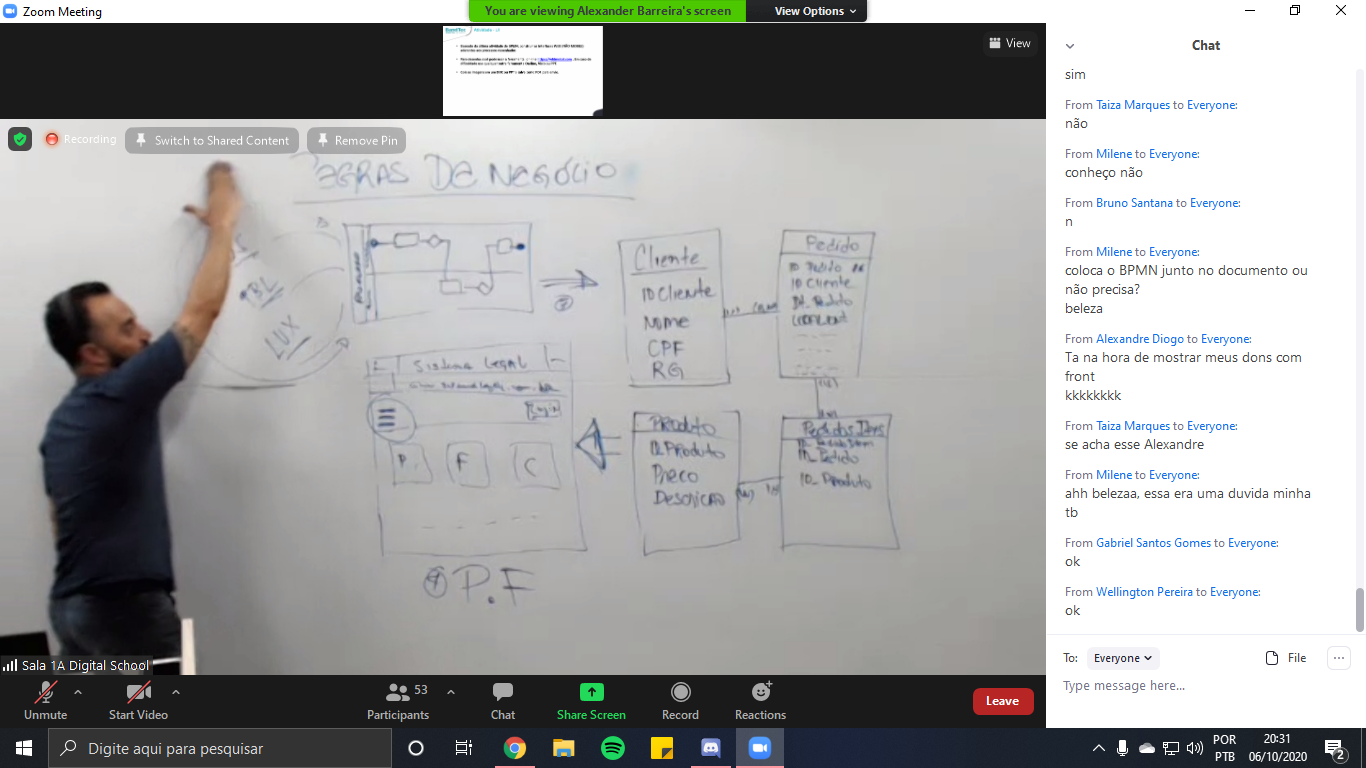 Zoom Meeting
You are viewing Alexander Barreira's screen
View Options
View
Recording
Switch to Shared Content
Remove Pin
REGRAS DE NEGÓCIO
LUX
Cliente
ID Cliente
Nome
CPF
RG
Pedido
ID Pedido
ID Cliente
Dt. Pedido
Sistema Legal
Login
P.
F
C
④ P.F
PRODUTO
ID PRODUTO
Preco
DESCRICAO
Pedidos Itens
ID_Pedido
ID_Produto
Sala 1A Digital School
Unmute
Start Video
53
Participants
Chat
Share Screen
Record
Reactions
Leave
Chat
sim
From Taiza Marques to Everyone:
não
From Milene to Everyone:
conheço não
From Bruno Santana to Everyone:
n
From Milene to Everyone:
coloca o BPMN junto no documento ou
não precisa?
beleza
From Alexandre Diogo to Everyone:
Ta na hora de mostrar meus dons com
front
kkkkkkkk
From Taiza Marques to Everyone:
se acha esse Alexandre
From Milene to Everyone:
ahh belezaa, essa era uma duvida minha
tb
From Gabriel Santos Gomes to Everyone:
ok
From Wellington Pereira to Everyone:
ok
To: Everyone
File
Type message here...
Digite aqui para pesquisar
POR
PTB
20:31
06/10/2020
2